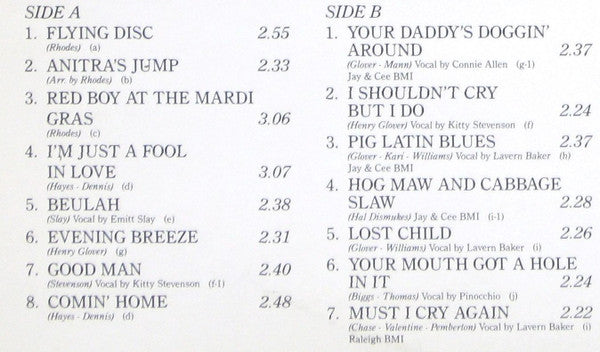 SIDE A
1. FLYING DISC 2.55
(Rhodes) (a)
2. ANITRA'S JUMP 2.33
(Arr. by Rhodes) (b)
3. RED BOY AT THE MARDI
GRAS 3.06
(Rhodes) (c)
4. I'M JUST A FOOL
IN LOVE 3.07
(Hayes - Dennis) (d)
5. BEULAH 2.38
(Slay) Vocal by Emitt Slay (e)
6. EVENING BREEZE 2.31
(Henry Glover) (g)
7. GOOD MAN 2.40
(Stevenson) Vocal by Kitty Stevenson (f-1)
8. COMIN' HOME 2.48
(Hayes - Dennis) (d)
SIDE B
1. YOUR DADDY'S DOGGIN'
AROUND 2.37
(Glover - Mann) Vocal by Connie Allen (g-1)
Jay & Cee BMI
2. I SHOULDN'T CRY
BUT I DO 2.24
(Henry Glover) Vocal by Kitty Stevenson (f)
3. PIG LATIN BLUES 2.37
(Glover - Kari - Williams) Vocal by Lavern Baker (h)
Jay & Cee BMI
4. HOG MAW AND CABBAGE
SLAW 2.28
(Hal Dismukes) Jay & Cee BMI (i-1)
5. LOST CHILD 2.26
(Glover - Williams) Vocal by Lavern Baker (i)
6. YOUR MOUTH GOT A HOLE
IN IT 2.24
(Biggs - Thomas) Vocal by Pinocchio (j)
7. MUST I CRY AGAIN 2.22
(Chase - Valentine - Pemberton) Vocal by Lavern Baker (i)
Raleigh BMI